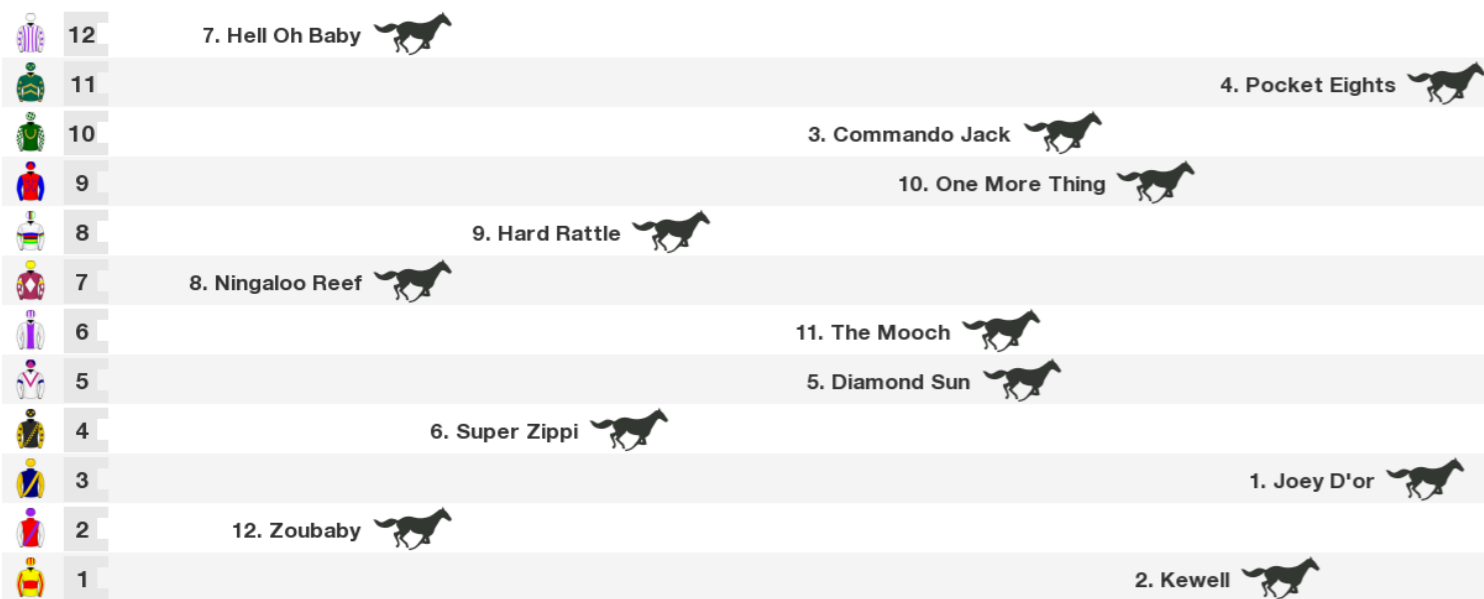 12 7. Hell Oh Baby
11 4. Pocket Eights
10 3. Commando Jack
9 10. One More Thing
8 9. Hard Rattle
7 8. Ningaloo Reef
6 11. The Mooch
5 5. Diamond Sun
4 6. Super Zippi
3 1. Joey D'or
2 12. Zoubaby
1 2. Kewell